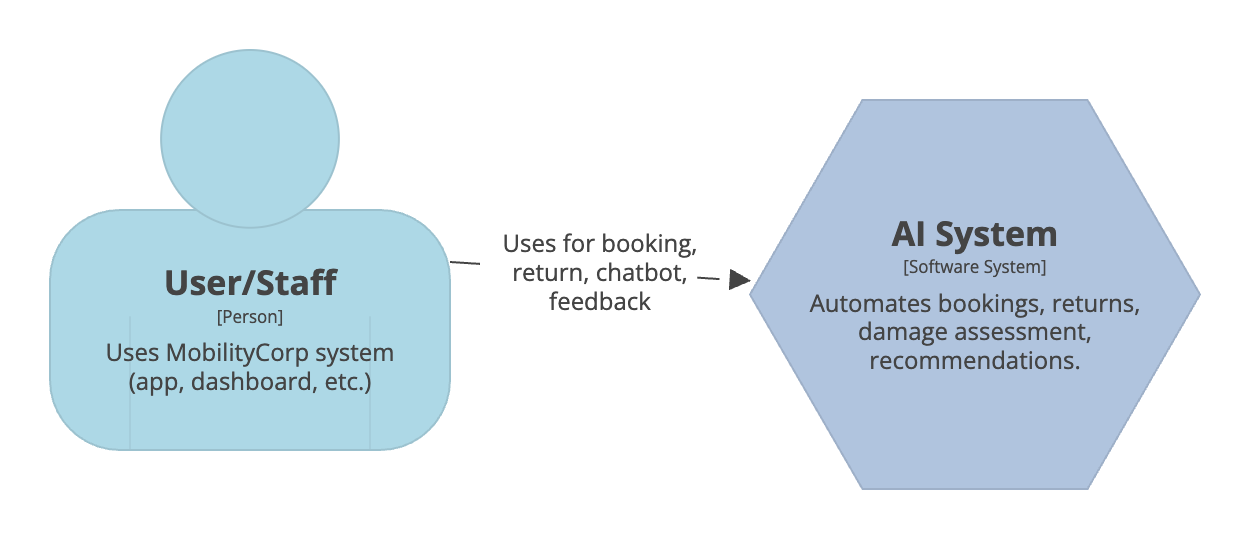 User/Staff
[Person]
Uses MobilityCorp system
(app, dashboard, etc.)
Uses for booking,
return, chatbot,
feedback
AI System
[Software System]
Automates bookings, returns,
damage assessment,
recommendations.